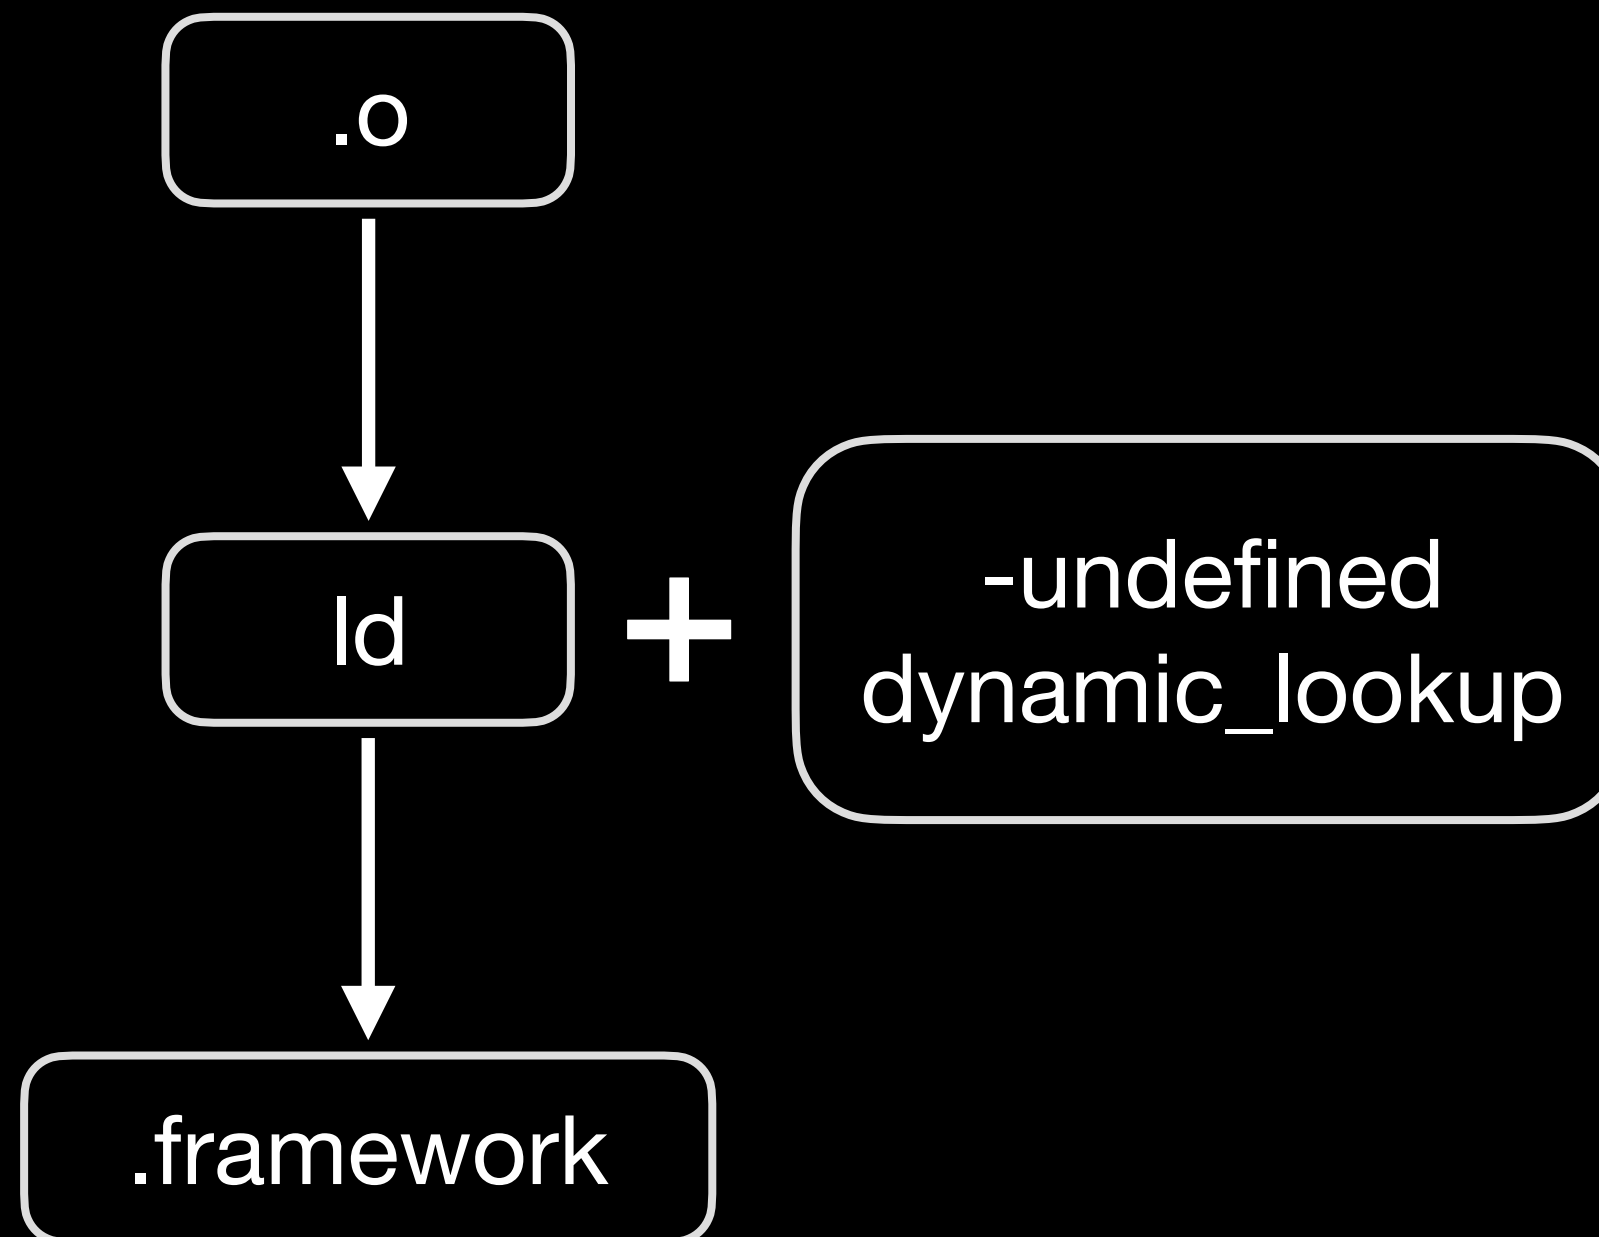 .o
ld
+
-undefined
dynamic_lookup
.framework